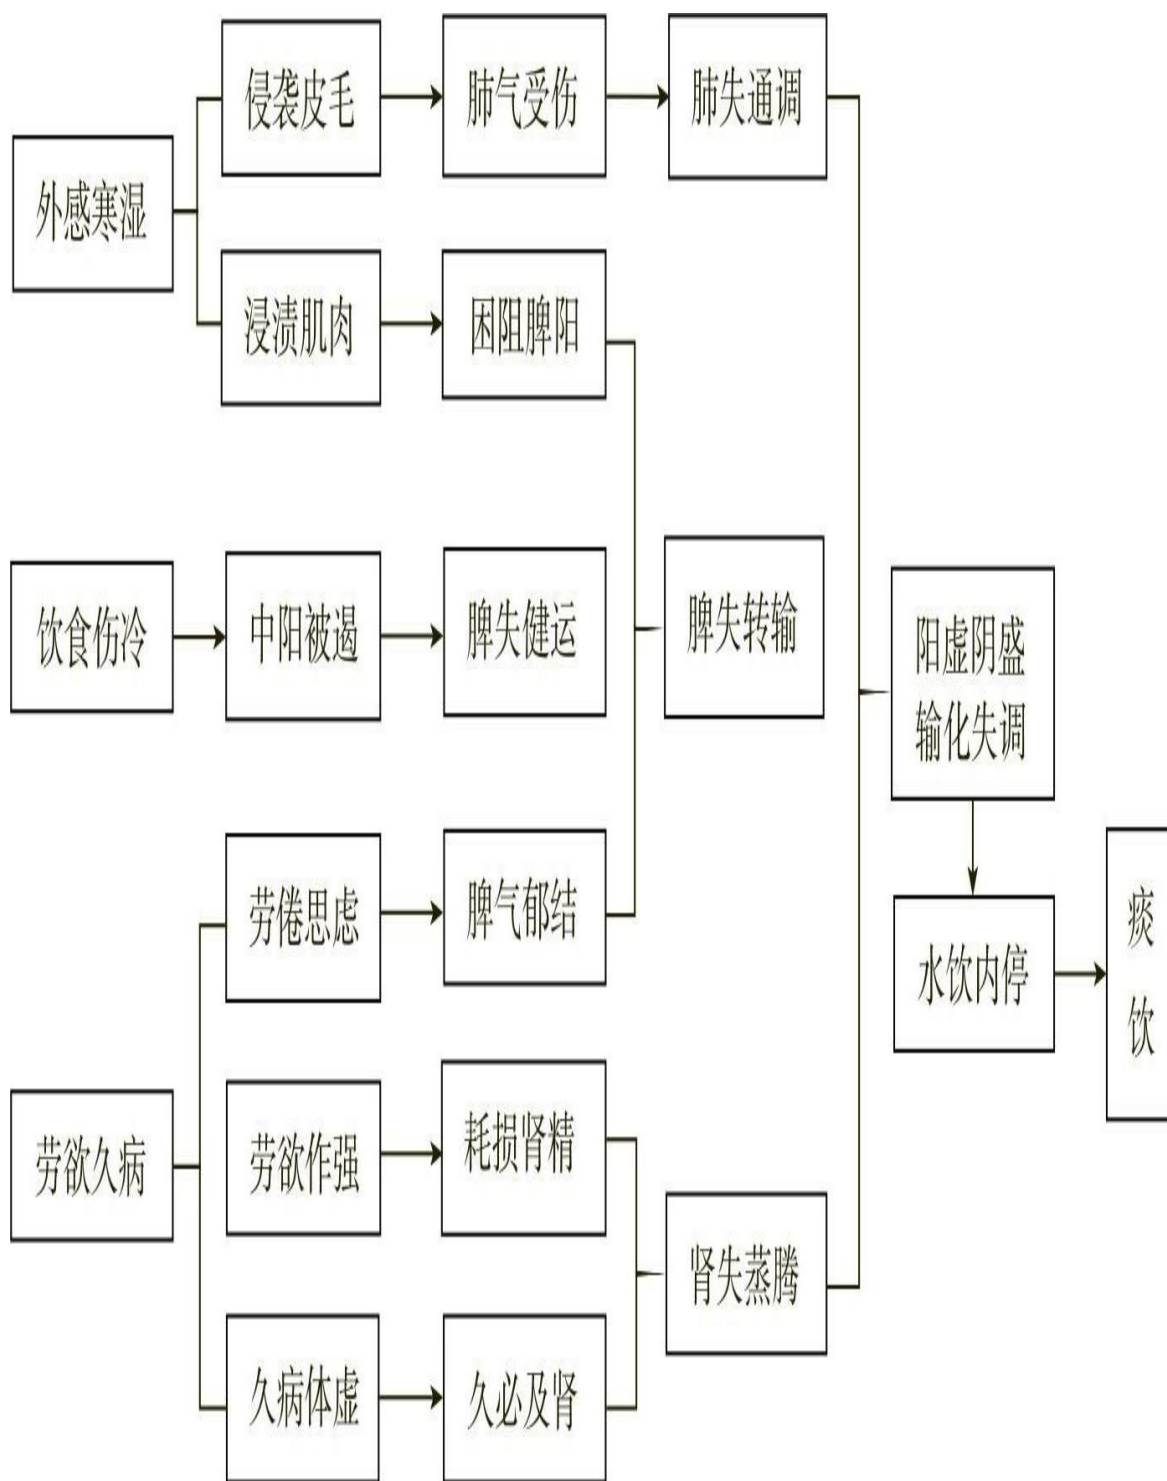 侵袭皮毛
肺气受伤
肺失通调
外感寒湿
浸渍肌肉
困阻脾阳
饮食伤冷
中阳被遏
脾失健运
脾失转输
阳虚阴盛
输化失调
劳倦思虑
脾气郁结
水饮内停
痰
饮
劳欲久病
劳欲作强
耗损肾精
肾失蒸腾
久病体虚
久必及肾